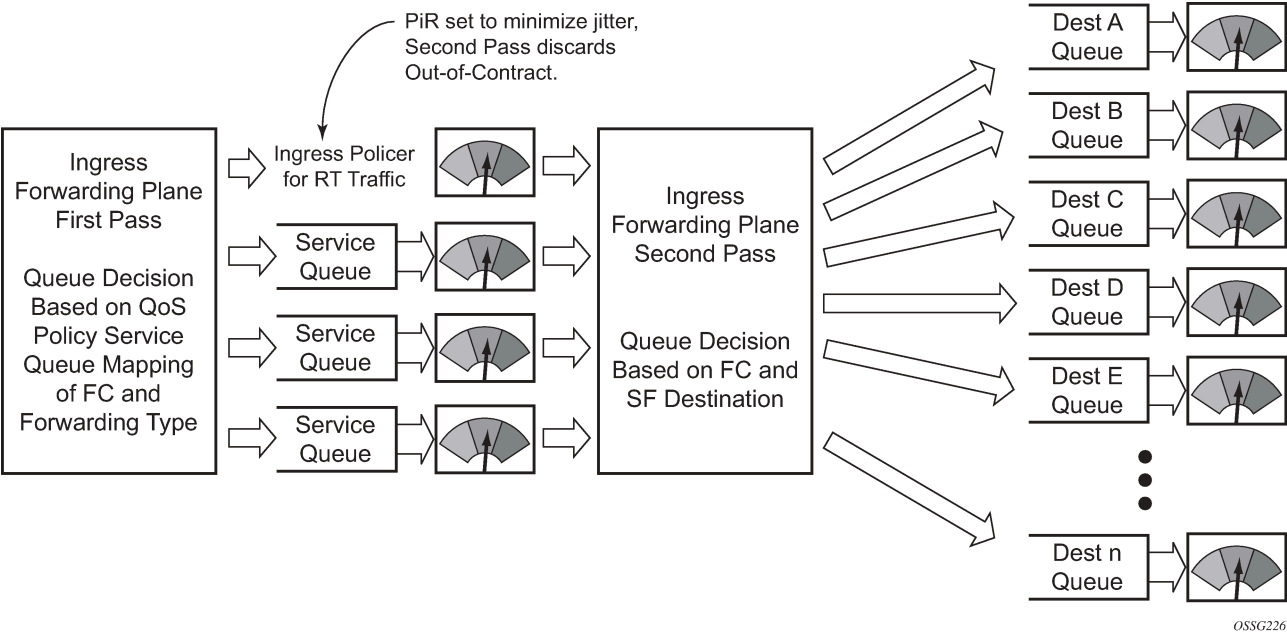 PiR set to minimize jitter,
Second Pass discards
Out-of-Contract.
Ingress
Forwarding Plane
First Pass
Queue Decision
Based on QoS
Policy Service
Queue Mapping
of FC and
Forwarding Type
Ingress Policer
for RT Traffic
Service
Queue
Service
Queue
Service
Queue
Ingress
Forwarding Plane
Second Pass
Queue Decision
Based on FC and
SF Destination
Dest A
Queue
Dest B
Queue
Dest C
Queue
Dest D
Queue
Dest E
Queue
Dest n
Queue
OSSG226